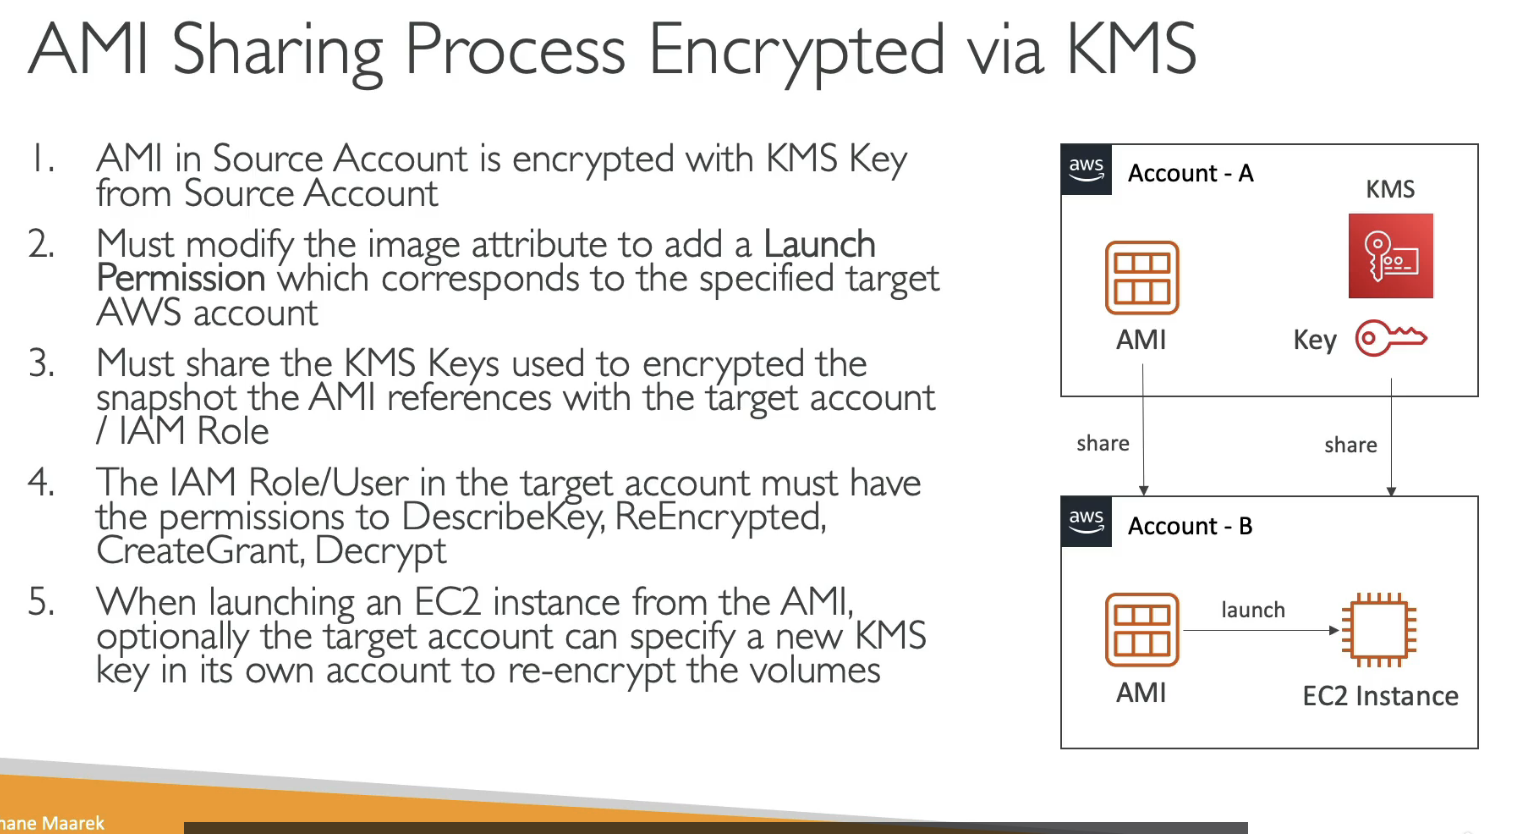 AMI Sharing Process Encrypted via KMS
1. AMI in Source Account is encrypted with KMS Key
from Source Account
2. Must modify the image attribute to add a Launch
Permission which corresponds to the specified target
AWS account
3. Must share the KMS Keys used to encrypted the
snapshot the AMI references with the target account
/ IAM Role
4. The IAM Role/User in the target account must have
the permissions to DescribeKey, ReEncrypted,
CreateGrant, Decrypt
5. When launching an EC2 instance from the AMI,
optionally the target account can specify a new KMS
key in its own account to re-encrypt the volumes
aws
Account - A
KMS
AMI
Key
share
share
aws
Account - B
launch
AMI
EC2 Instance
Maarek